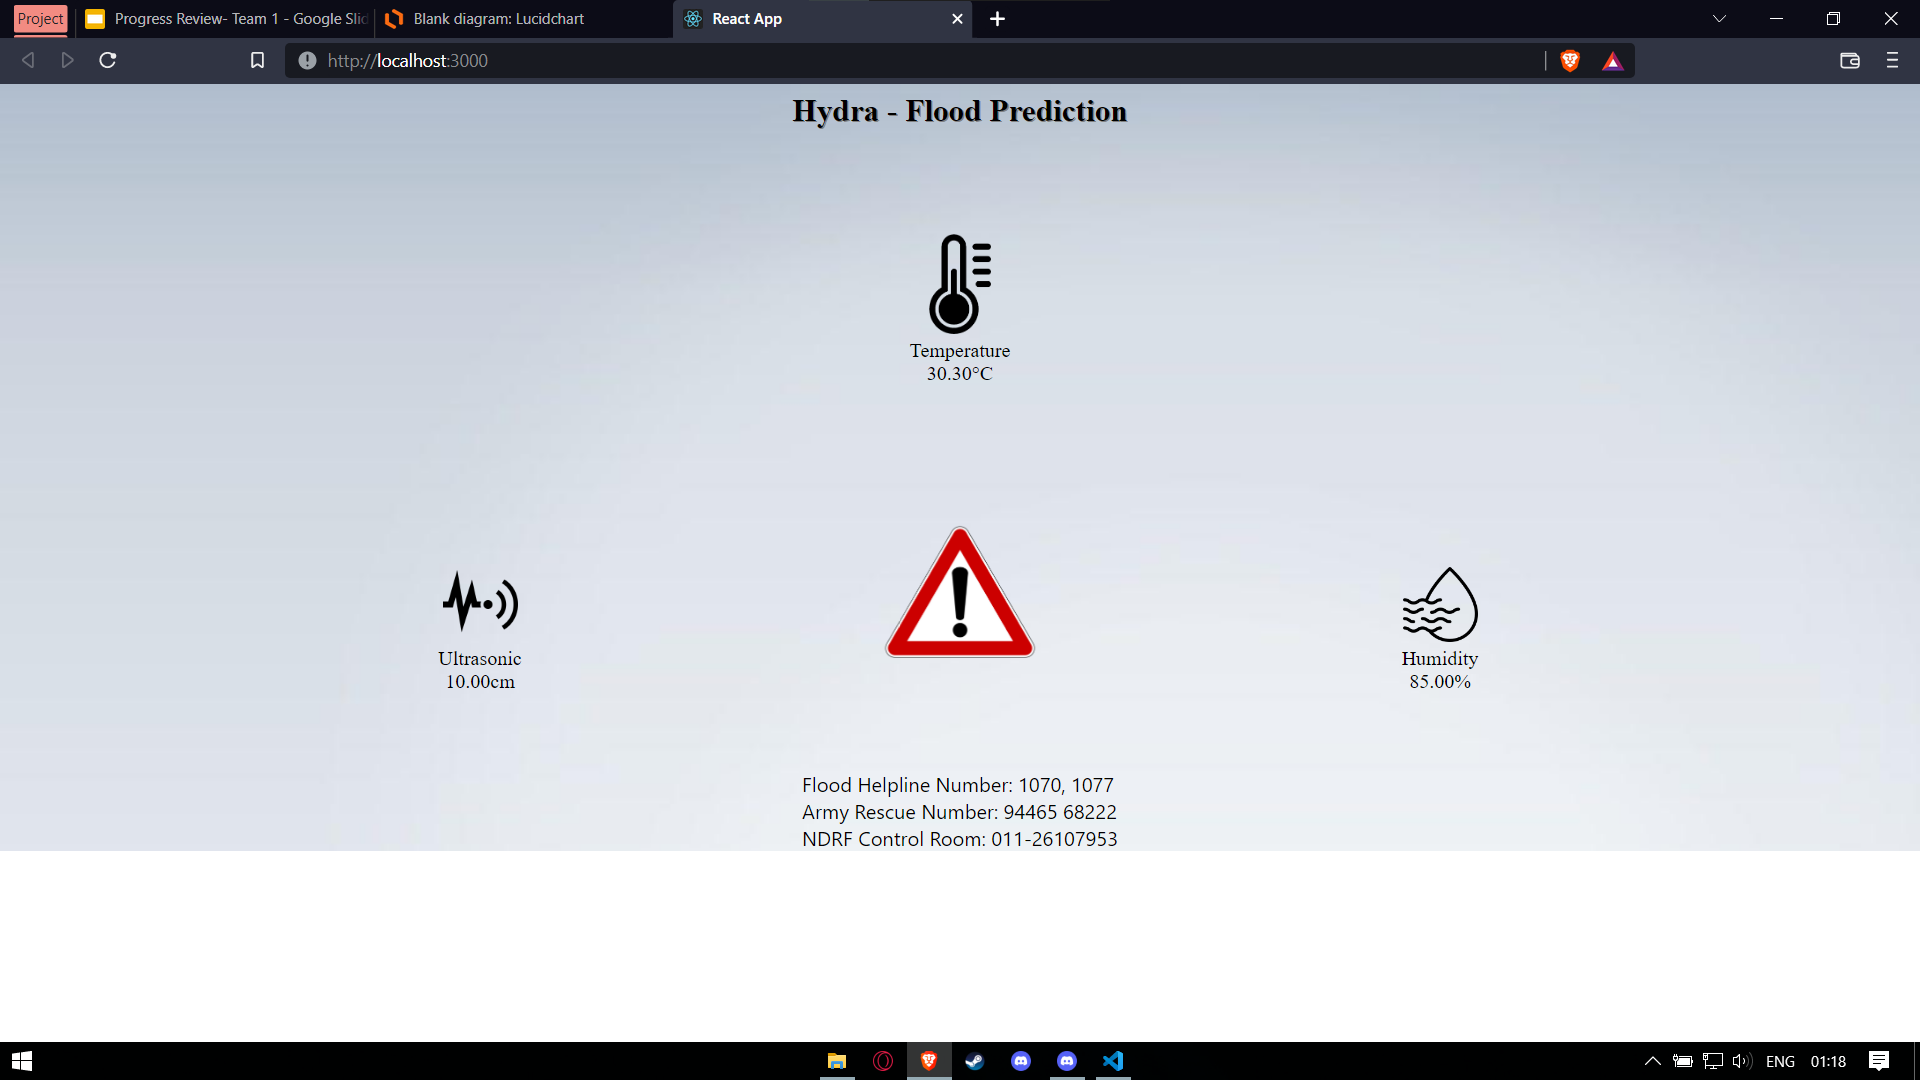 Project
Progress Review- Team 1 - Google Slid
Blank diagram: Lucidchart
React App
http://localhost:3000
Hydra - Flood Prediction
Temperature
30.30°C
Ultrasonic
10.00cm
Humidity
85.00%
Flood Helpline Number: 1070, 1077
Army Rescue Number: 94465 68222
NDRF Control Room: 011-26107953
ENG
01:18